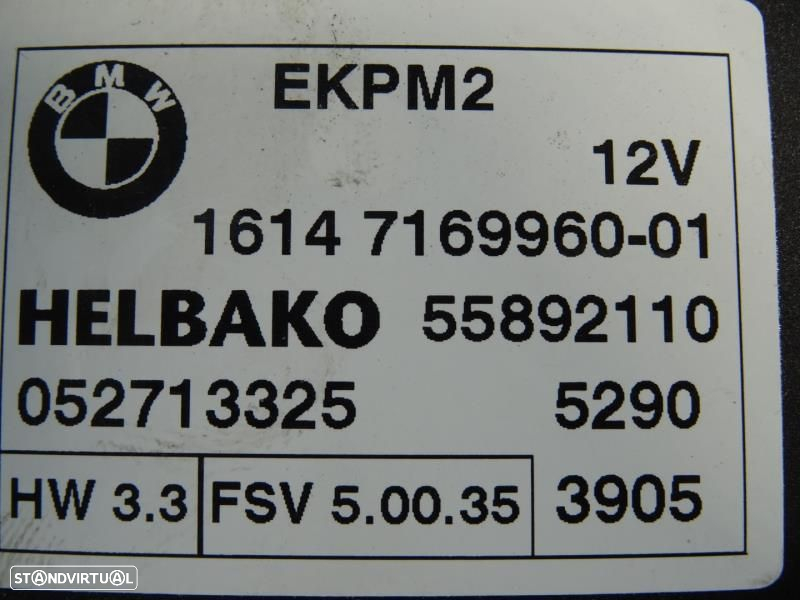 BMW
EKPM2
12V
1614 7169960-01
HELBAKO 55892110
052713325 5290
HW 3.3 FSV 5.00.35 3905
STANDVIRTUAL